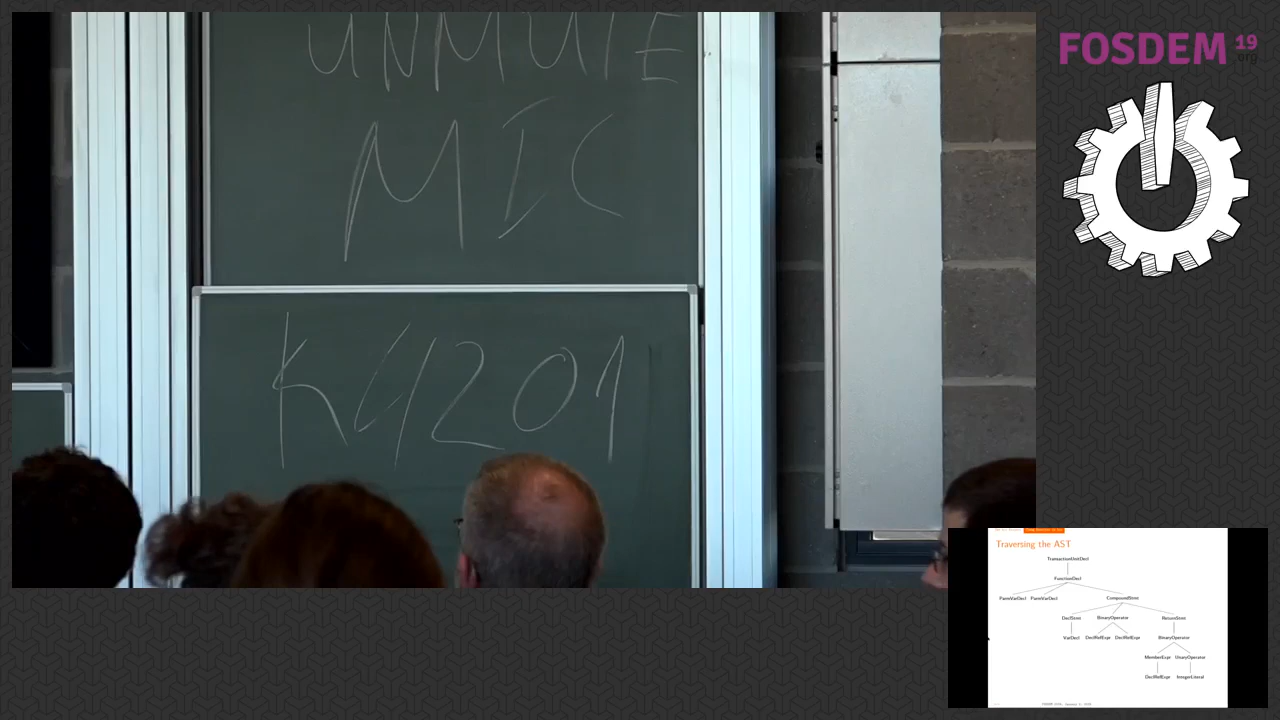 UNMUTE
MIC
K4201
FOSDEM 19
org
Traversing the AST
TransactionUnitDecl
FunctionDecl
ParmVarDecl ParmVarDecl CompoundStmt
DeclStmt BinaryOperator ReturnStmt
VarDecl DeclRefExpr DeclRefExpr BinaryOperator
MemberExpr UnaryOperator
DeclRefExpr IntegerLiteral